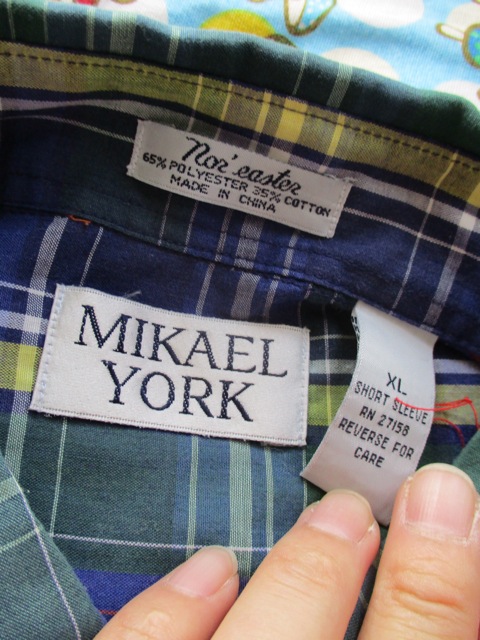 Nor'easter
65% POLYESTER 35% COTTON
MADE IN CHINA
MIKAEL
YORK
XL
SHORT SLEEVE
RN 27158
REVERSE FOR
CARE